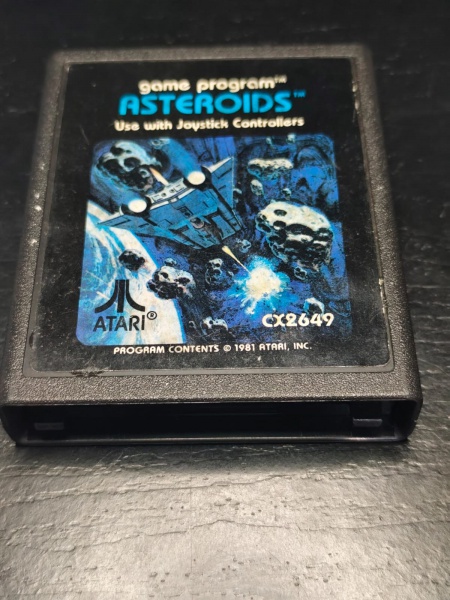 game program™
ASTEROIDS™
Use with Joystick Controllers
ATARI®
CX2649
PROGRAM CONTENTS © 1981 ATARI, INC.